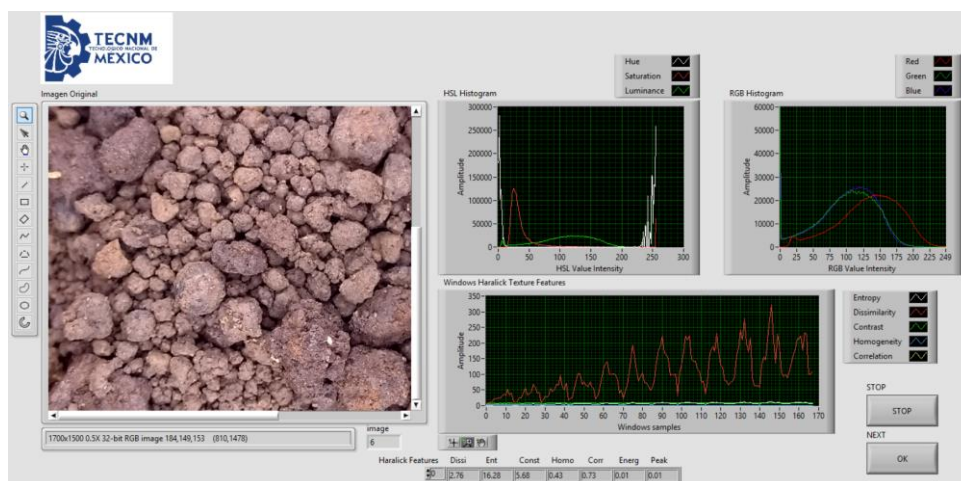 TECNM
TECNOLÓGICO NACIONAL DE
MÉXICO
Imagen Original
1700x1500 0.5X 32-bit RGB image 184,149,153 (810,1478)
image
6
HSL Histogram
Hue
Saturation
Luminance
Amplitude
300000
250000
200000
150000
100000
50000
0
0 50 100 150 200 250 300
HSL Value Intensity
RGB Histogram
Red
Green
Blue
Amplitude
60000
50000
40000
30000
20000
10000
0
0 25 50 75 100 125 150 175 200 225 249
RGB Value Intensity
Windows Haralick Texture Features
Amplitude
350
300
250
200
150
100
50
0
0 10 20 30 40 50 60 70 80 90 100 110 120 130 140 150 160 170
Windows samples
Entropy
Dissimilarity
Contrast
Homogeneity
Correlation
STOP
STOP
NEXT
OK
Haralick Features Dissi Ent Const Homo Corr Energ Peak
0 2.76 16.28 5.68 0.43 0.73 0.01 0.01